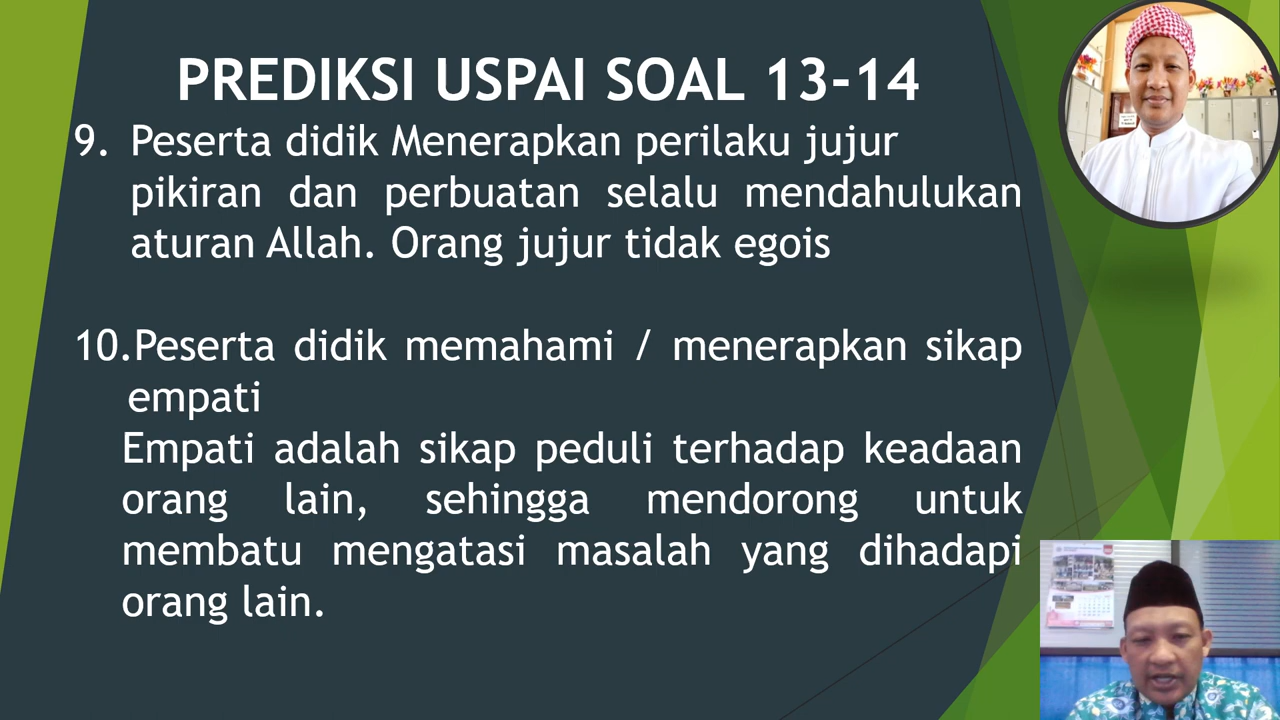 PREDIKSI USPAI SOAL 13-14
9. Peserta didik Menerapkan perilaku jujur
pikiran dan perbuatan selalu mendahulukan
aturan Allah. Orang jujur tidak egois
10.Peserta didik memahami / menerapkan sikap
empati
Empati adalah sikap peduli terhadap keadaan
orang lain, sehingga mendorong untuk
membatu mengatasi masalah yang dihadapi
orang lain.